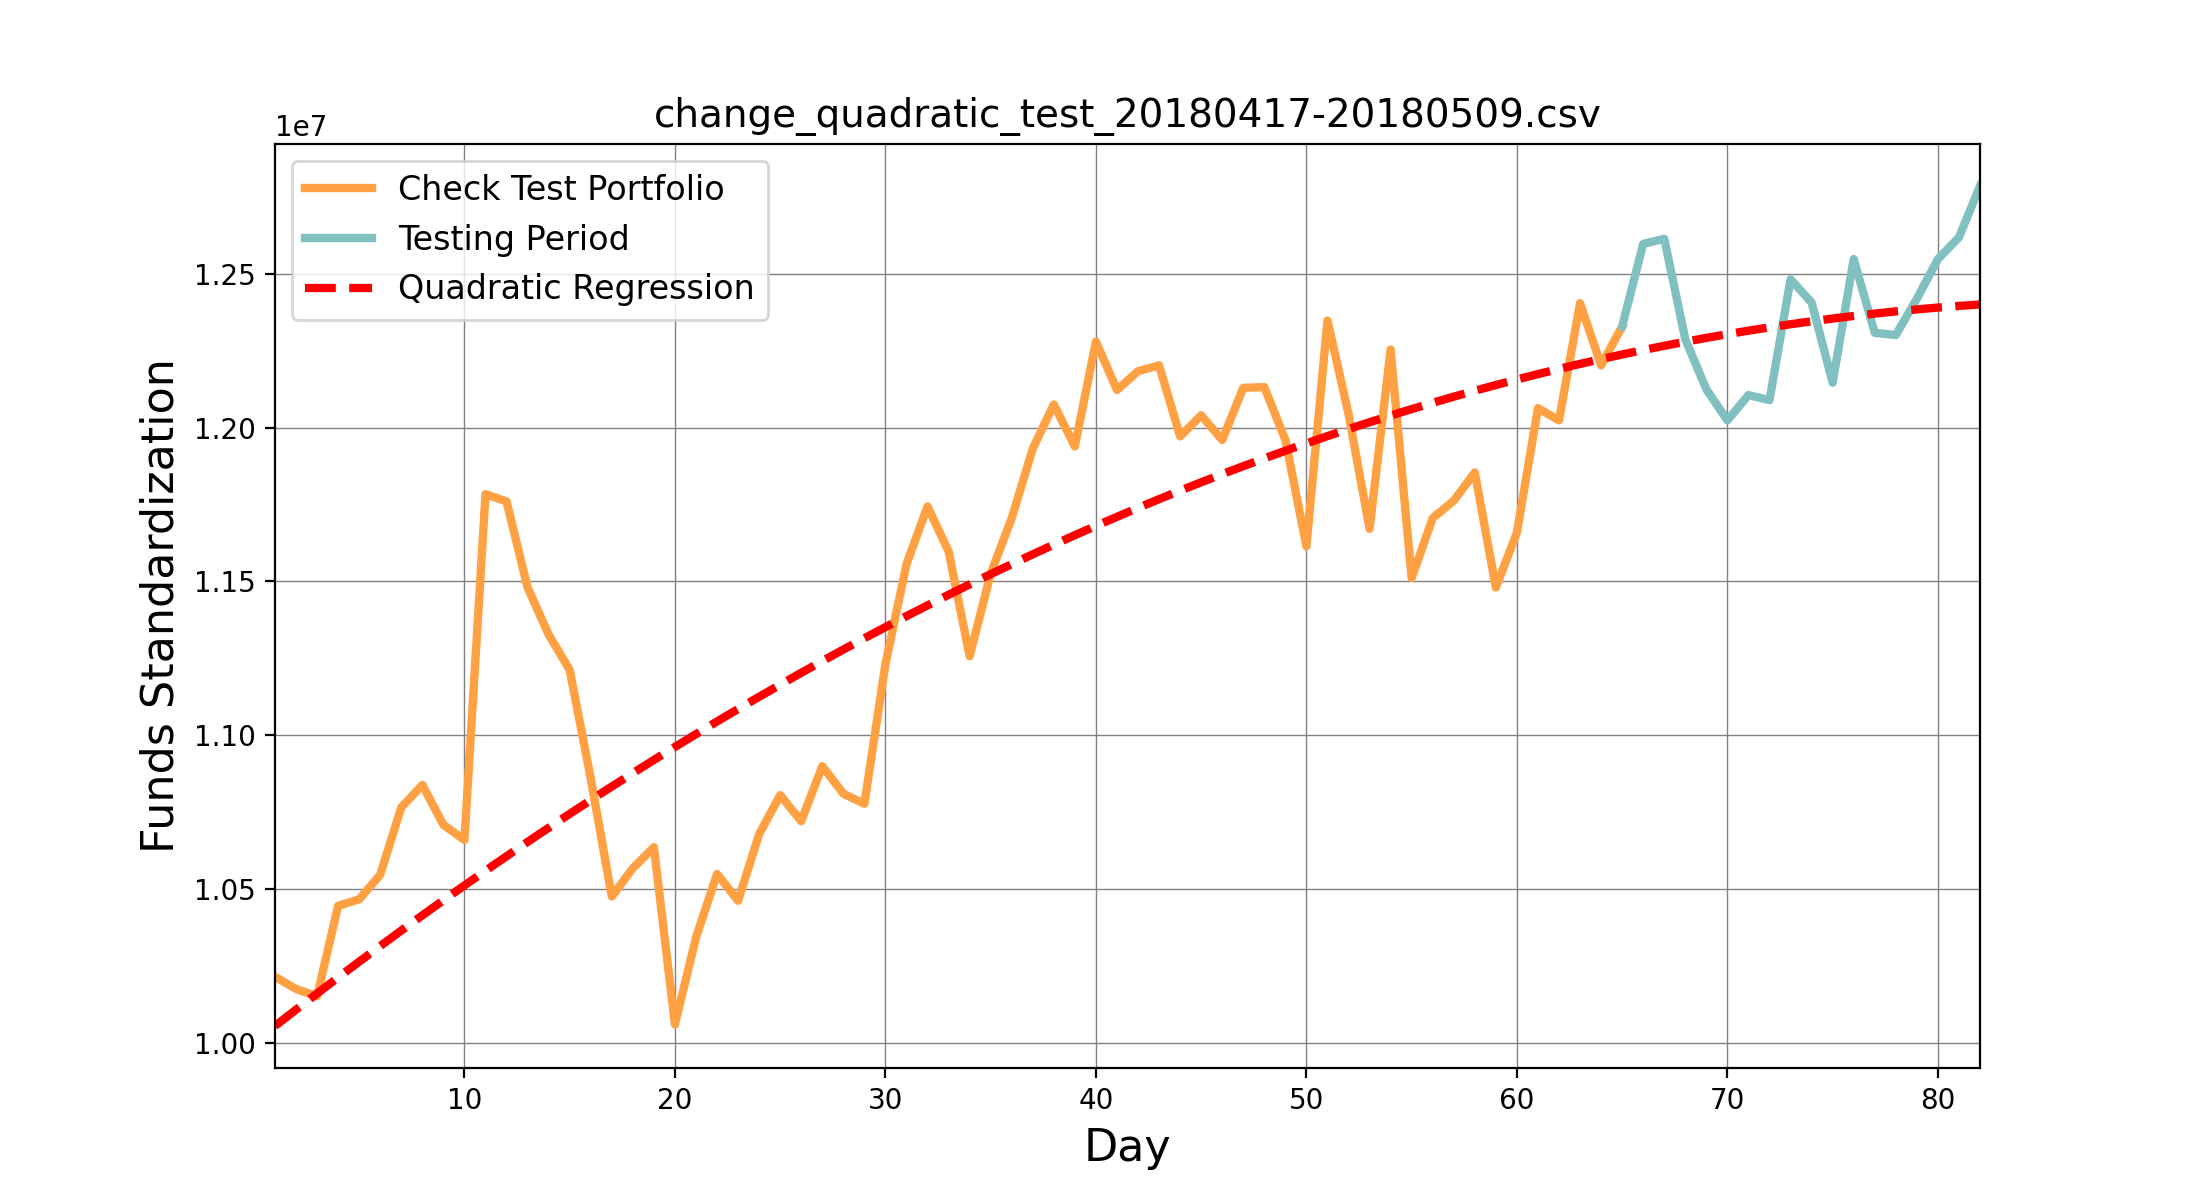 change_quadratic_test_20180417-20180509.csv
1e7
Check Test Portfolio
Testing Period
Quadratic Regression
Funds Standardization
1.25
1.20
1.15
1.10
1.05
1.00
10 20 30 40 50 60 70 80
Day